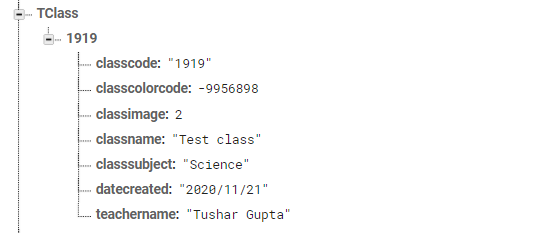 TClass
1919
classcode: "1919"
classcolorcode: -9956898
classimage: 2
classname: "Test class"
classsubject: "Science"
datecreated: "2020/11/21"
teachername: "Tushar Gupta"